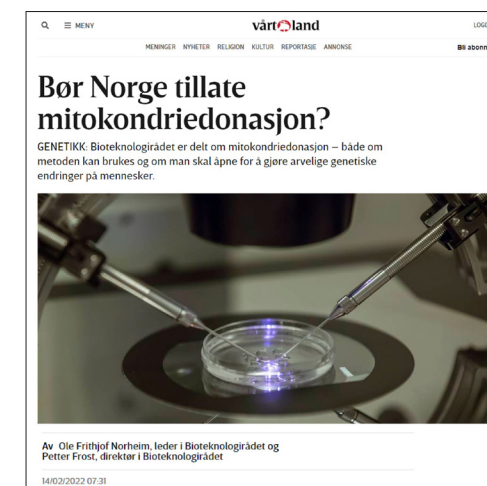 MENY
vårt land
LOGG
MENINGER NYHETER RELIGION KULTUR REPORTASJE ANNONSE
Bli abonn
Bør Norge tillate
mitokondriedonasjon?
GENETIKK: Bioteknologirådet er delt om mitokondriedonasjon – både om
metoden kan brukes og om man skal åpne for å gjøre arvelige genetiske
endringer på mennesker.
Av Ole Frithjof Norheim, leder i Bioteknologirådet og
Petter Frost, direktør i Bioteknologirådet
14/02/2022 07:31